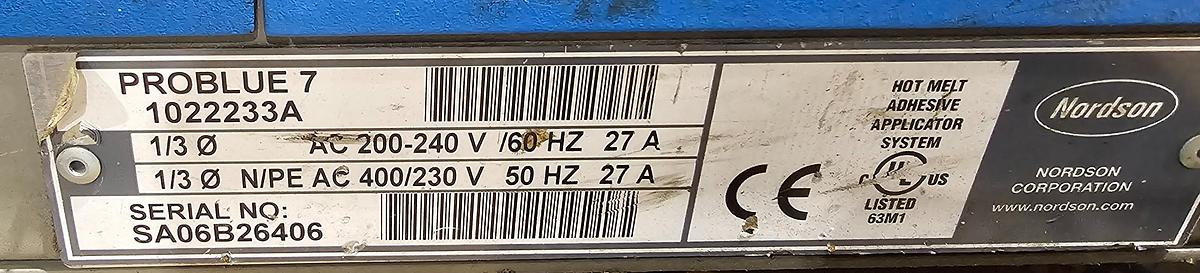 PROBLUE 7
1022233A
1/3 Ø AC 200-240 V /60 HZ 27 A
1/3 Ø N/PE AC 400/230 V 50 HZ 27 A
SERIAL NO:
SA06B26406
HOT MELT
ADHESIVE
APPLICATOR
SYSTEM
CE
C UL US
LISTED
63M1
Nordson
NORDSON
CORPORATION
www.nordson.com